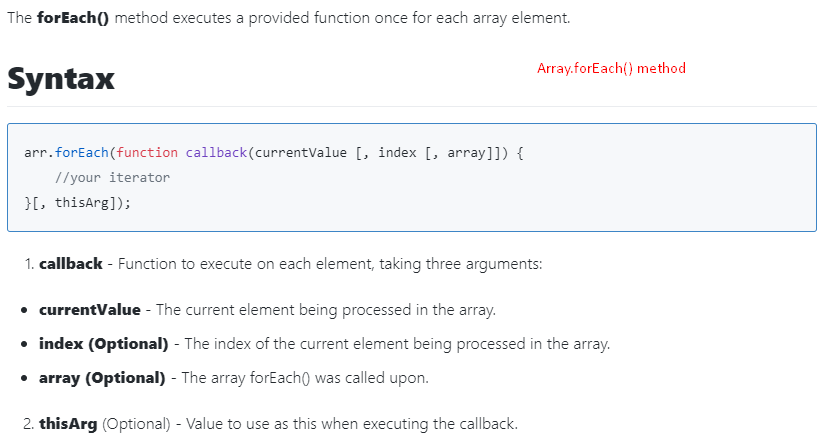 The forEach() method executes a provided function once for each array element.
Syntax
Array.forEach() method
arr.forEach(function callback(currentValue [, index [, array]]) {
//your iterator
}[, thisArg]);
1. callback - Function to execute on each element, taking three arguments:
• currentValue - The current element being processed in the array.
• index (Optional) - The index of the current element being processed in the array.
• array (Optional) - The array forEach() was called upon.
2. thisArg (Optional) - Value to use as this when executing the callback.